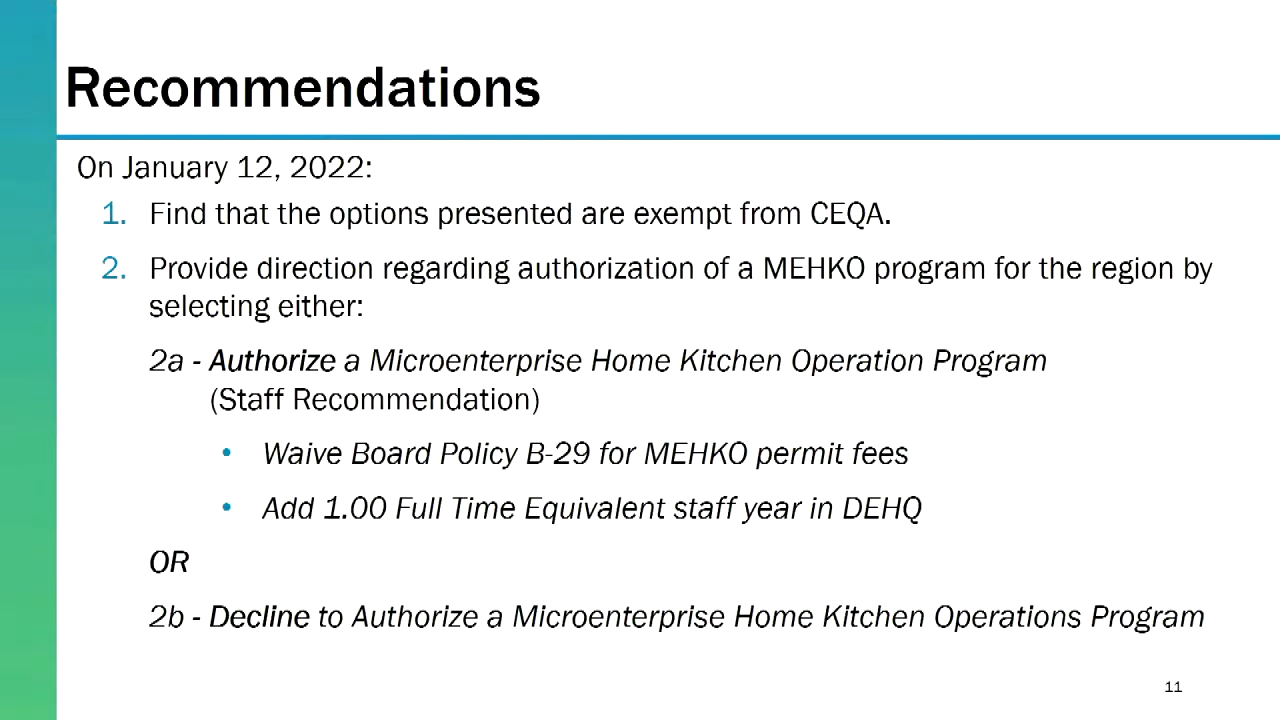 Recommendations
On January 12, 2022:
1. Find that the options presented are exempt from CEQA.
2. Provide direction regarding authorization of a MEHKO program for the region by
selecting either:
2a - Authorize a Microenterprise Home Kitchen Operation Program
(Staff Recommendation)
• Waive Board Policy B-29 for MEHKO permit fees
• Add 1.00 Full Time Equivalent staff year in DEHQ
OR
2b - Decline to Authorize a Microenterprise Home Kitchen Operations Program
11